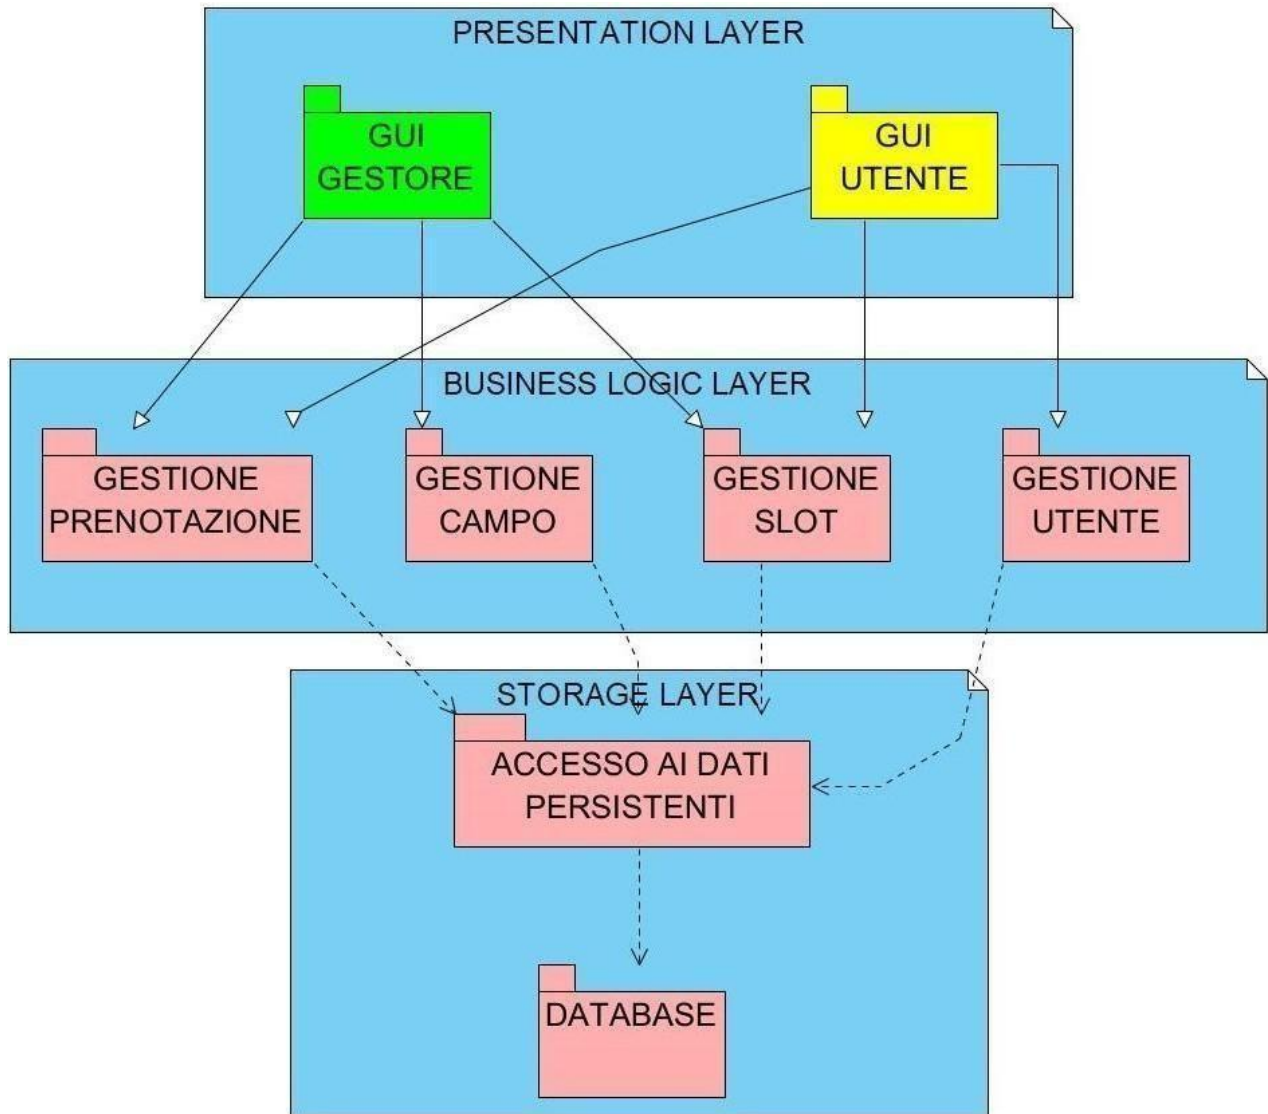 PRESENTATION LAYER
GUI
GESTORE
GUI
UTENTE
BUSINESS LOGIC LAYER
GESTIONE
PRENOTAZIONE
GESTIONE
CAMPO
GESTIONE
SLOT
GESTIONE
UTENTE
STORAGE LAYER
ACCESSO AI DATI
PERSISTENTI
DATABASE